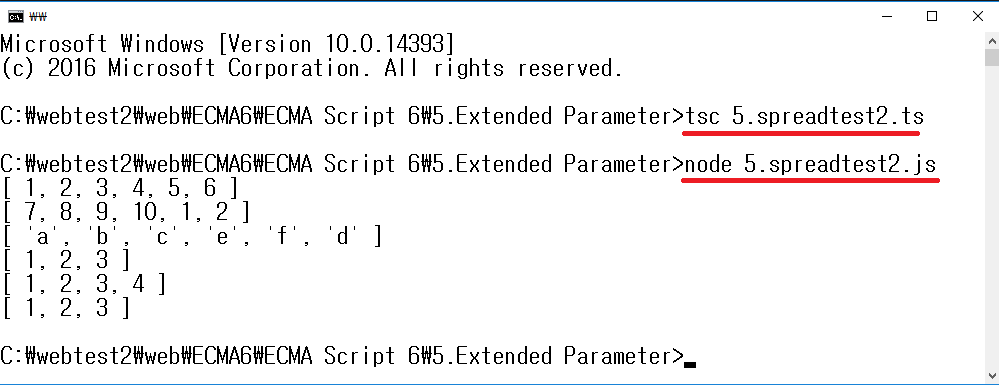 ₩₩
Microsoft Windows [Version 10.0.14393]
(c) 2016 Microsoft Corporation. All rights reserved.
C:₩webtest2₩web₩ECMA6₩ECMA Script 6₩5.Extended Parameter>tsc 5.spreadtest2.ts
C:₩webtest2₩web₩ECMA6₩ECMA Script 6₩5.Extended Parameter>node 5.spreadtest2.js
[ 1, 2, 3, 4, 5, 6 ]
[ 7, 8, 9, 10, 1, 2 ]
[ 'a', 'b', 'c', 'e', 'f', 'd' ]
[ 1, 2, 3 ]
[ 1, 2, 3, 4 ]
[ 1, 2, 3 ]
C:₩webtest2₩web₩ECMA6₩ECMA Script 6₩5.Extended Parameter>